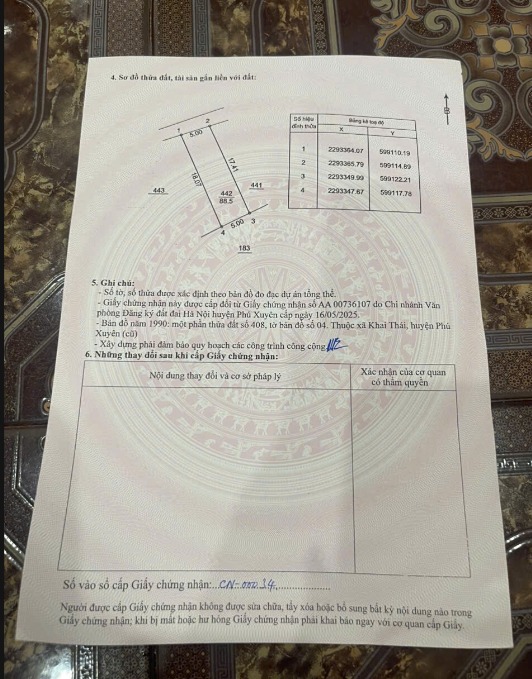 4. Sơ đồ thửa đất, tài sản gắn liền với đất:
1
2
5.00
18.07
17.41
443
442
88.5
441
5.00
4
3
183
Số hiệu đỉnh thửa
Bảng kê toạ độ
X
Y
1 2293364.07 599110.19
2 2293365.79 599114.89
3 2293349.99 599122.21
4 2293347.67 599117.78
B
5. Ghi chú:
- Số tờ, số thửa được xác định theo bản đồ đo đạc dự án tổng thể.
- Giấy chứng nhận này được cấp đổi từ Giấy chứng nhận số AA 00736107 do Chi nhánh Văn
phòng Đăng ký đất đai Hà Nội huyện Phú Xuyên cấp ngày 16/05/2025.
- Bản đồ năm 1990: một phần thửa đất số 408, tờ bản đồ số 04. Thuộc xã Khai Thái, huyện Phú
Xuyên (cũ)
- Xây dựng phải đảm bảo quy hoạch các công trình công cộng
6. Những thay đổi sau khi cấp Giấy chứng nhận:
Nội dung thay đổi và cơ sở pháp lý
Xác nhận của cơ quan
có thẩm quyền
Số vào sổ cấp Giấy chứng nhận:..CN-00034...........
Người được cấp Giấy chứng nhận không được sửa chữa, tẩy xóa hoặc bổ sung bất kỳ nội dung nào trong
Giấy chứng nhận; khi bị mất hoặc hư hỏng Giấy chứng nhận phải khai báo ngay với cơ quan cấp Giấy.